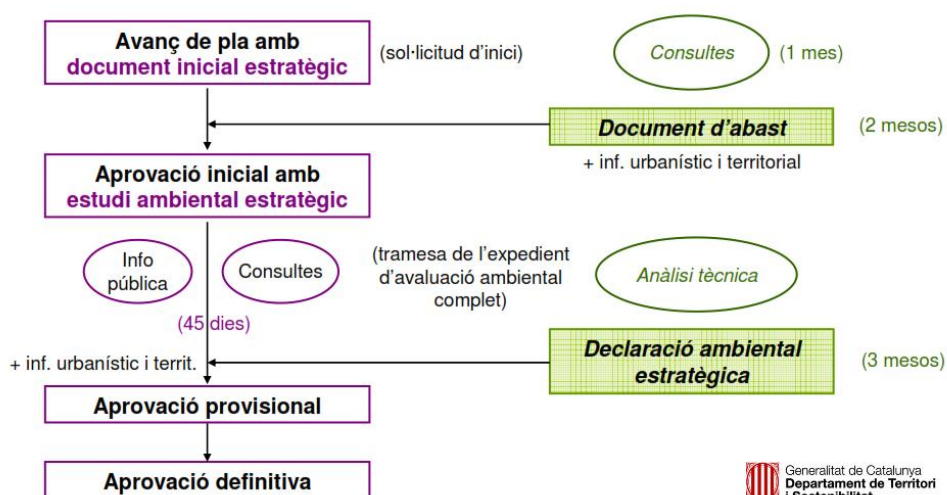 Avanç de pla amb
document inicial estratègic
(sol·licitud d’inici)
Consultes
(1 mes)
Document d’abast
(2 mesos)
+ inf. urbanístic i territorial
Aprovació inicial amb
estudi ambiental estratègic
Info
pública
Consultes
(tramesa de l’expedient
d’avaluació ambiental
complet)
Anàlisi tècnica
(45 dies)
+ inf. urbanístic i territ.
Declaració ambiental
estratègica
(3 mesos)
Aprovació provisional
Aprovació definitiva
Generalitat de Catalunya
Departament de Territori
i Sostenibilitat